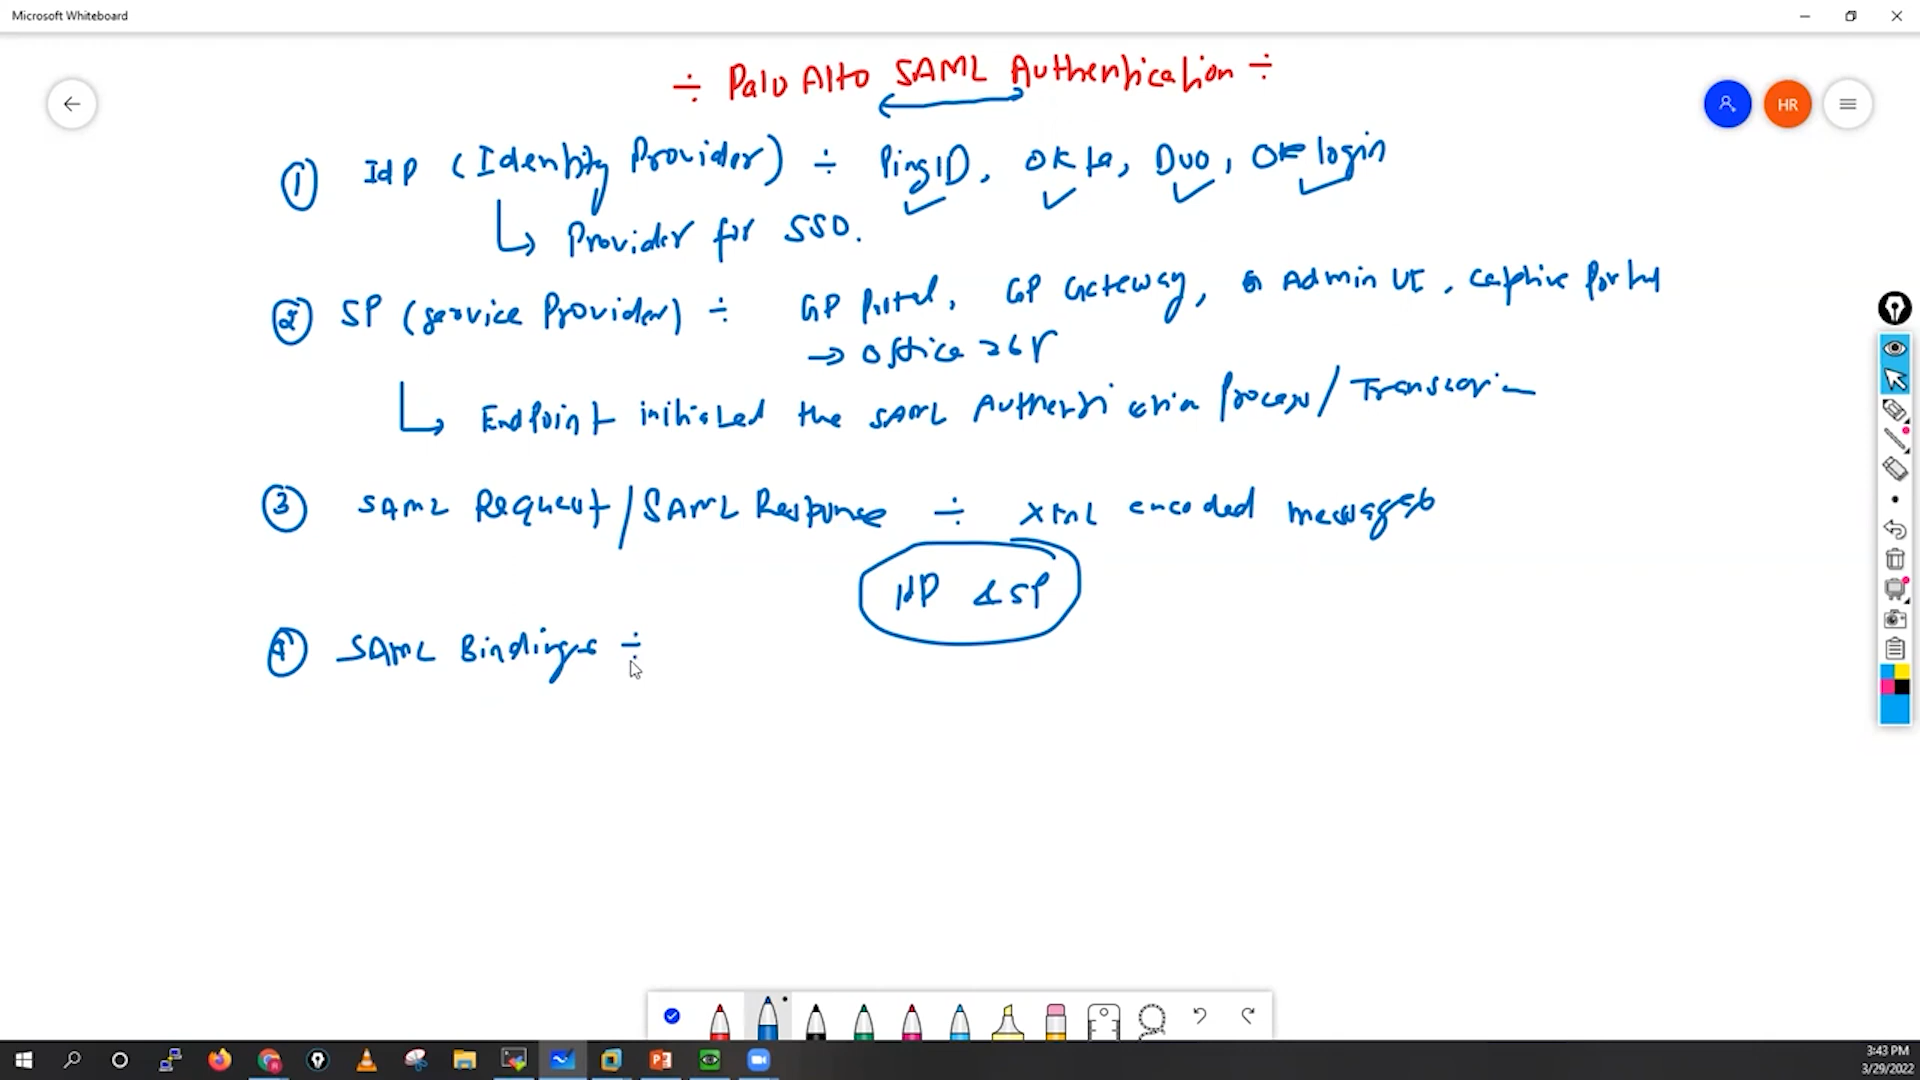 Microsoft Whiteboard
÷ Palo Alto SAML Authentication ÷
HR
① IdP (Identity Provider) ÷ PingID, Okta, Duo, login
↳ Provider for SSO.
② SP (Service Provider) ÷ GP Portal, GP Gateway, Admin UI, Captive Portal
→ Office 365
↳ Endpoint initiated the SAML Authentication Process/Transaction
③ SAML Request/SAML Response ÷ XML encoded messages
IdP & SP
④ SAML Bindings ÷
3:43 PM
3/29/2022